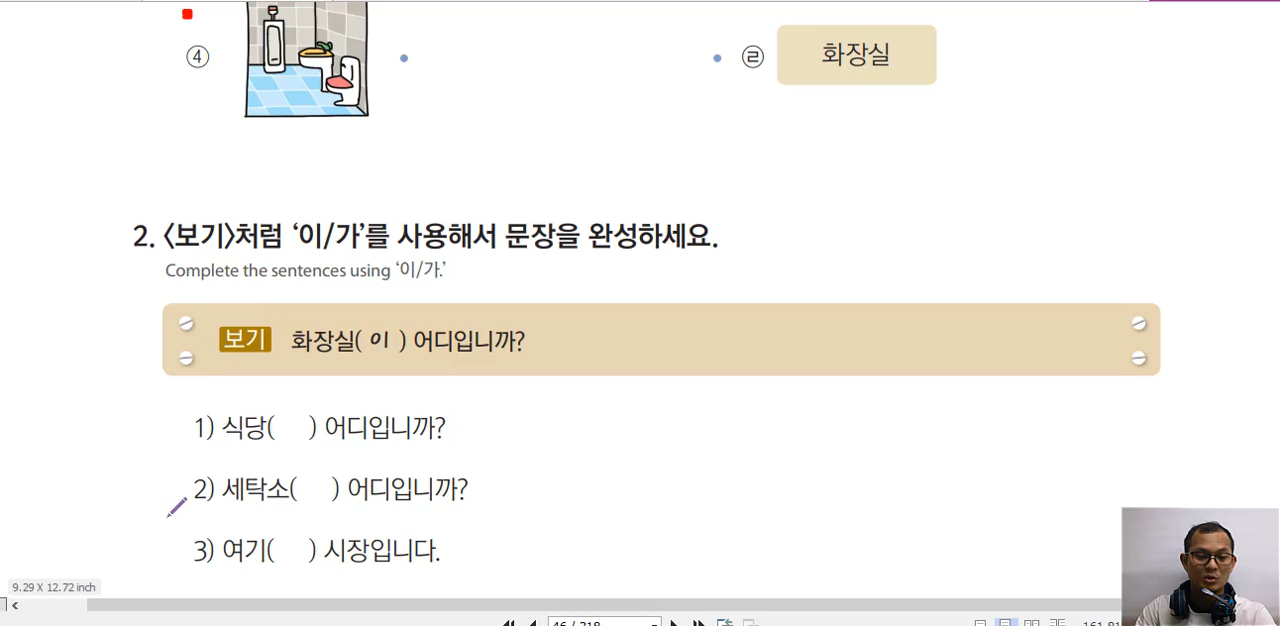 ④ ㉣ 화장실
2. 〈보기〉처럼 ‘이/가’를 사용해서 문장을 완성하세요.
Complete the sentences using ‘이/가.’
보기 화장실( 이 ) 어디입니까?
1) 식당( ) 어디입니까?
2) 세탁소( ) 어디입니까?
3) 여기( ) 시장입니다.
9.29 X 12.72 inch
46 / 218